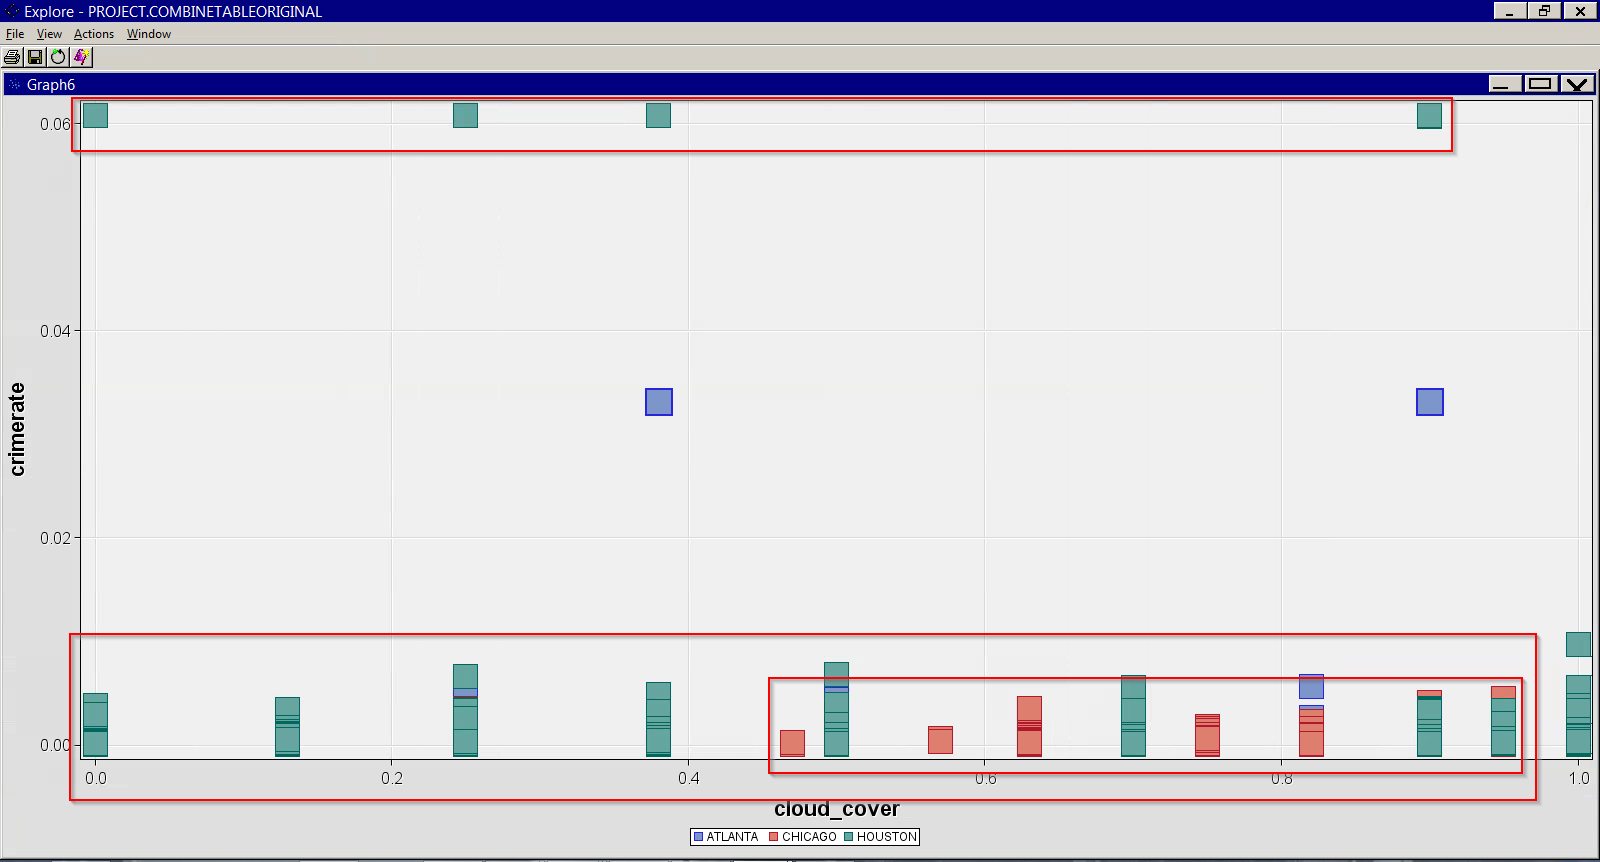 Explore - PROJECT.COMBINETABLEORIGINAL
File View Actions Window
Graph6
0.06
0.04
0.02
0.00
crimerate
0.0 0.2 0.4 0.6 0.8 1.0
cloud_cover
ATLANTA CHICAGO HOUSTON